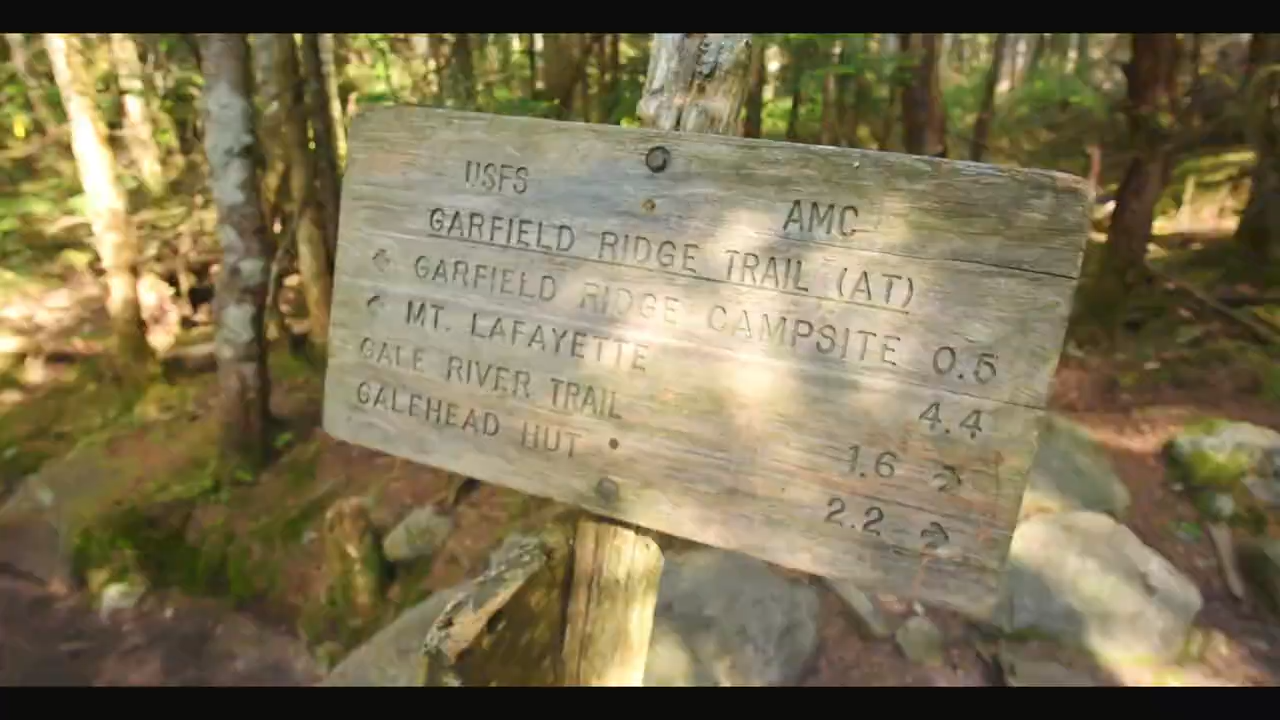 USFS AMC
GARFIELD RIDGE TRAIL (AT)
GARFIELD RIDGE CAMPSITE 0.5
MT. LAFAYETTE 4.4
GALE RIVER TRAIL 1.6
GALEHEAD HUT 2.2